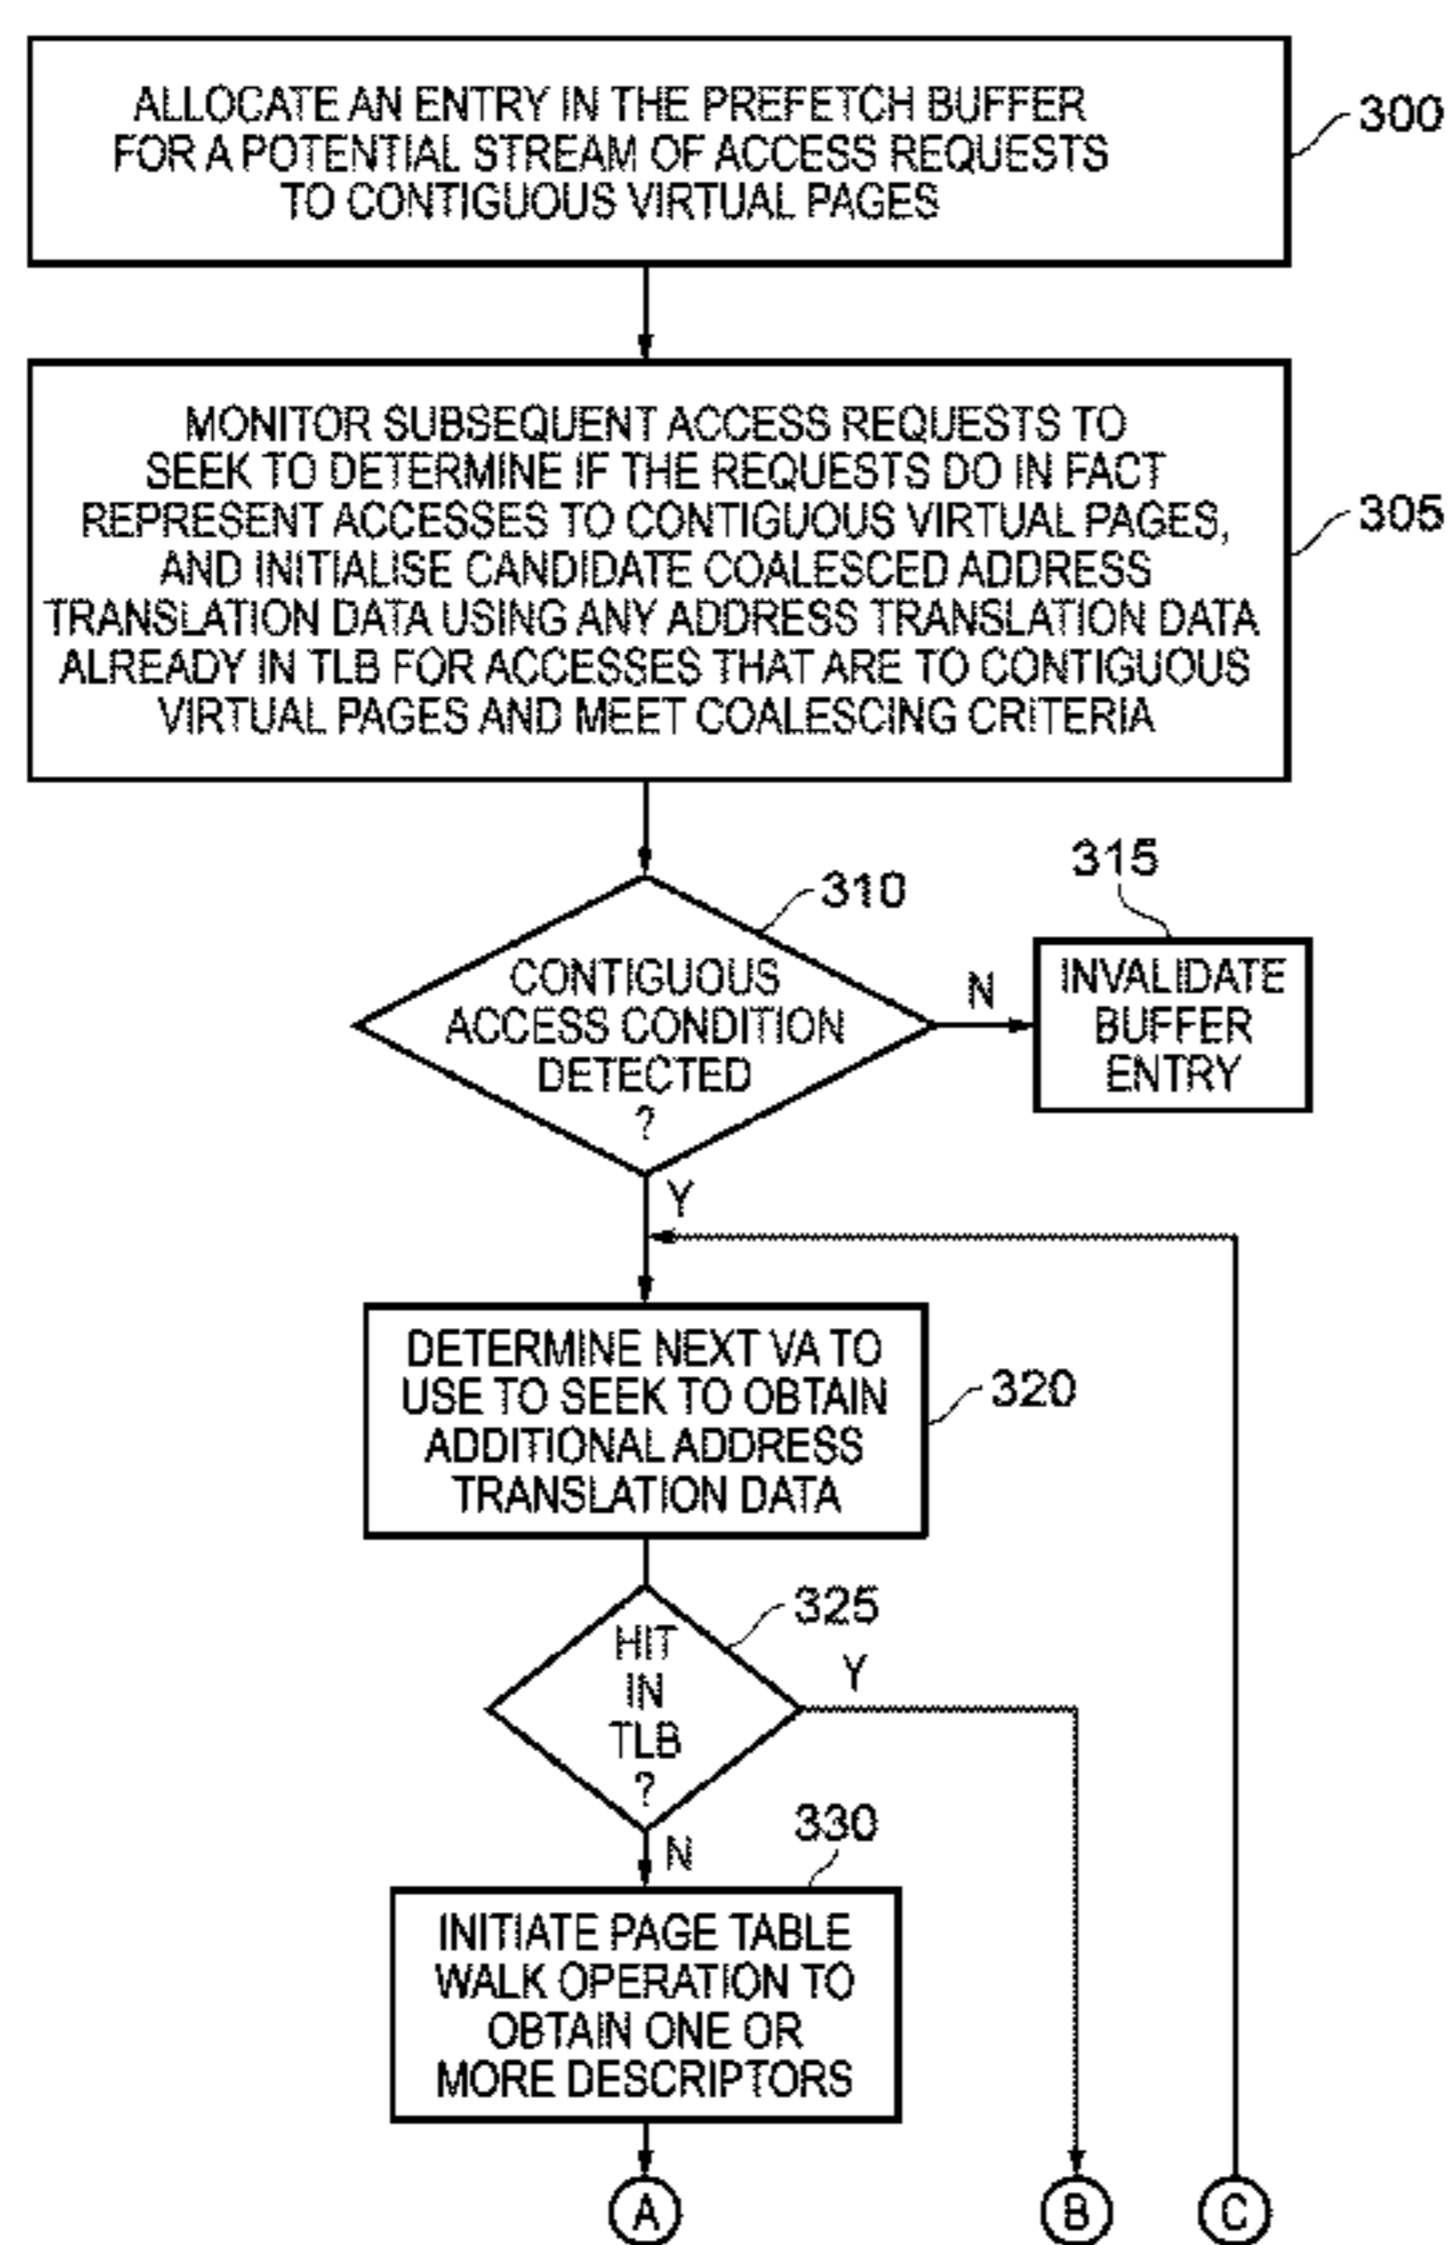 ALLOCATE AN ENTRY IN THE PREFETCH BUFFER
FOR A POTENTIAL STREAM OF ACCESS REQUESTS
TO CONTIGUOUS VIRTUAL PAGES
300
MONITOR SUBSEQUENT ACCESS REQUESTS TO
SEEK TO DETERMINE IF THE REQUESTS DO IN FACT
REPRESENT ACCESSES TO CONTIGUOUS VIRTUAL PAGES,
AND INITIALISE CANDIDATE COALESCED ADDRESS
TRANSLATION DATA USING ANY ADDRESS TRANSLATION DATA
ALREADY IN TLB FOR ACCESSES THAT ARE TO CONTIGUOUS
VIRTUAL PAGES AND MEET COALESCING CRITERIA
305
310
CONTIGUOUS
ACCESS CONDITION
DETECTED
?
N
315
INVALIDATE
BUFFER
ENTRY
Y
DETERMINE NEXT VA TO
USE TO SEEK TO OBTAIN
ADDITIONAL ADDRESS
TRANSLATION DATA
320
325
HIT
IN
TLB
?
Y
N
330
INITIATE PAGE TABLE
WALK OPERATION TO
OBTAIN ONE OR
MORE DESCRIPTORS
A
B
C